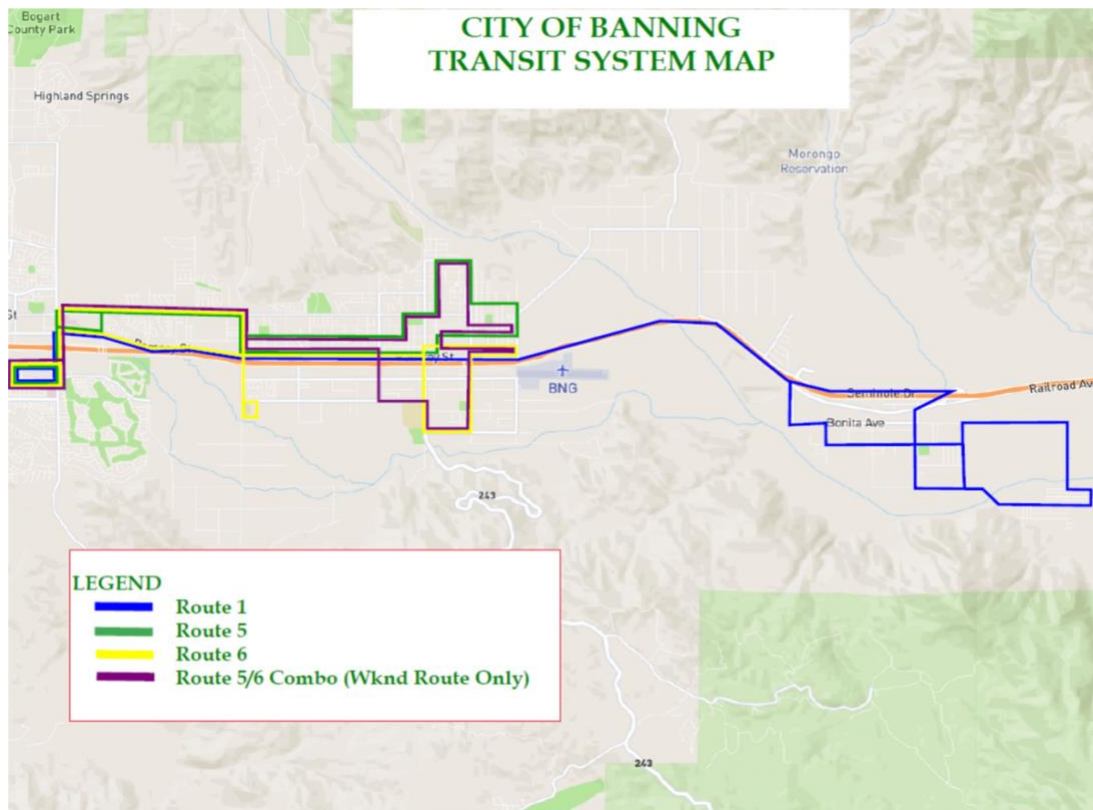 Bogart
County Park
CITY OF BANNING
TRANSIT SYSTEM MAP
Highland Springs
Morongo
Reservation
St
BNG
Seminole Dr
Railroad Av
Bonita Ave
243
LEGEND
Route 1
Route 5
Route 6
Route 5/6 Combo (Wknd Route Only)
243